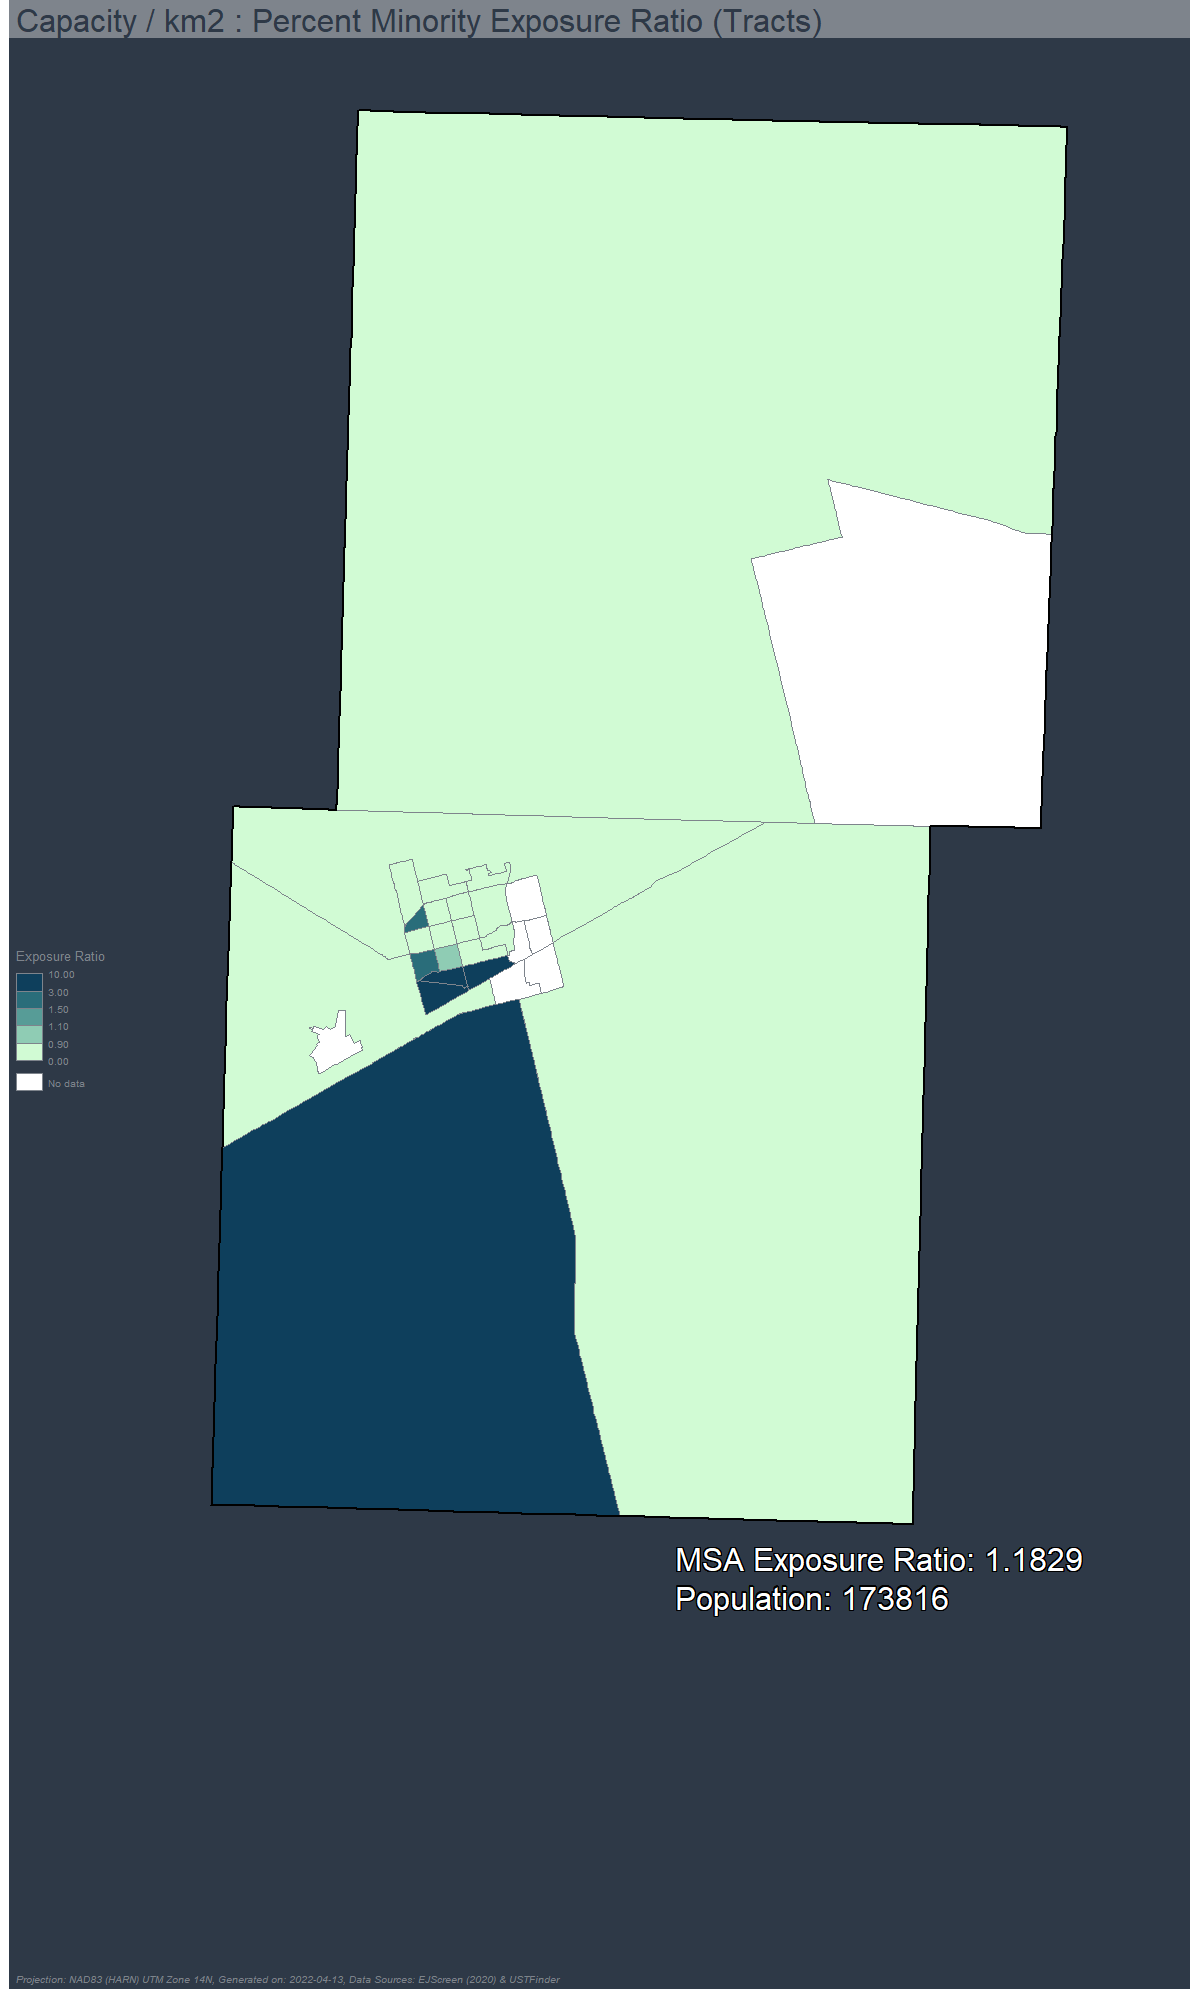 Capacity / km2 : Percent Minority Exposure Ratio (Tracts)
Exposure Ratio
10.00
3.00
1.50
1.10
0.90
0.00
No data
MSA Exposure Ratio: 1.1829
Population: 173816
Projection: NAD83 (HARN) UTM Zone 14N, Generated on: 2022-04-13, Data Sources: EJScreen (2020) & USTFinder